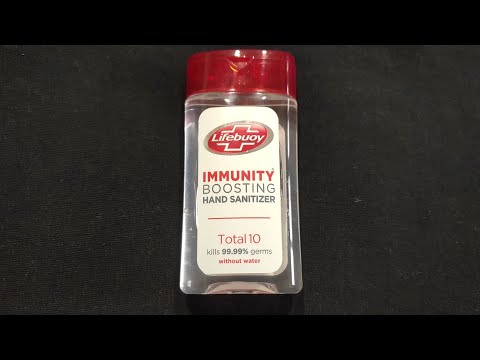 Lifebuoy
IMMUNITY
BOOSTING
HAND SANITIZER
Total 10
kills 99.99% germs
without water